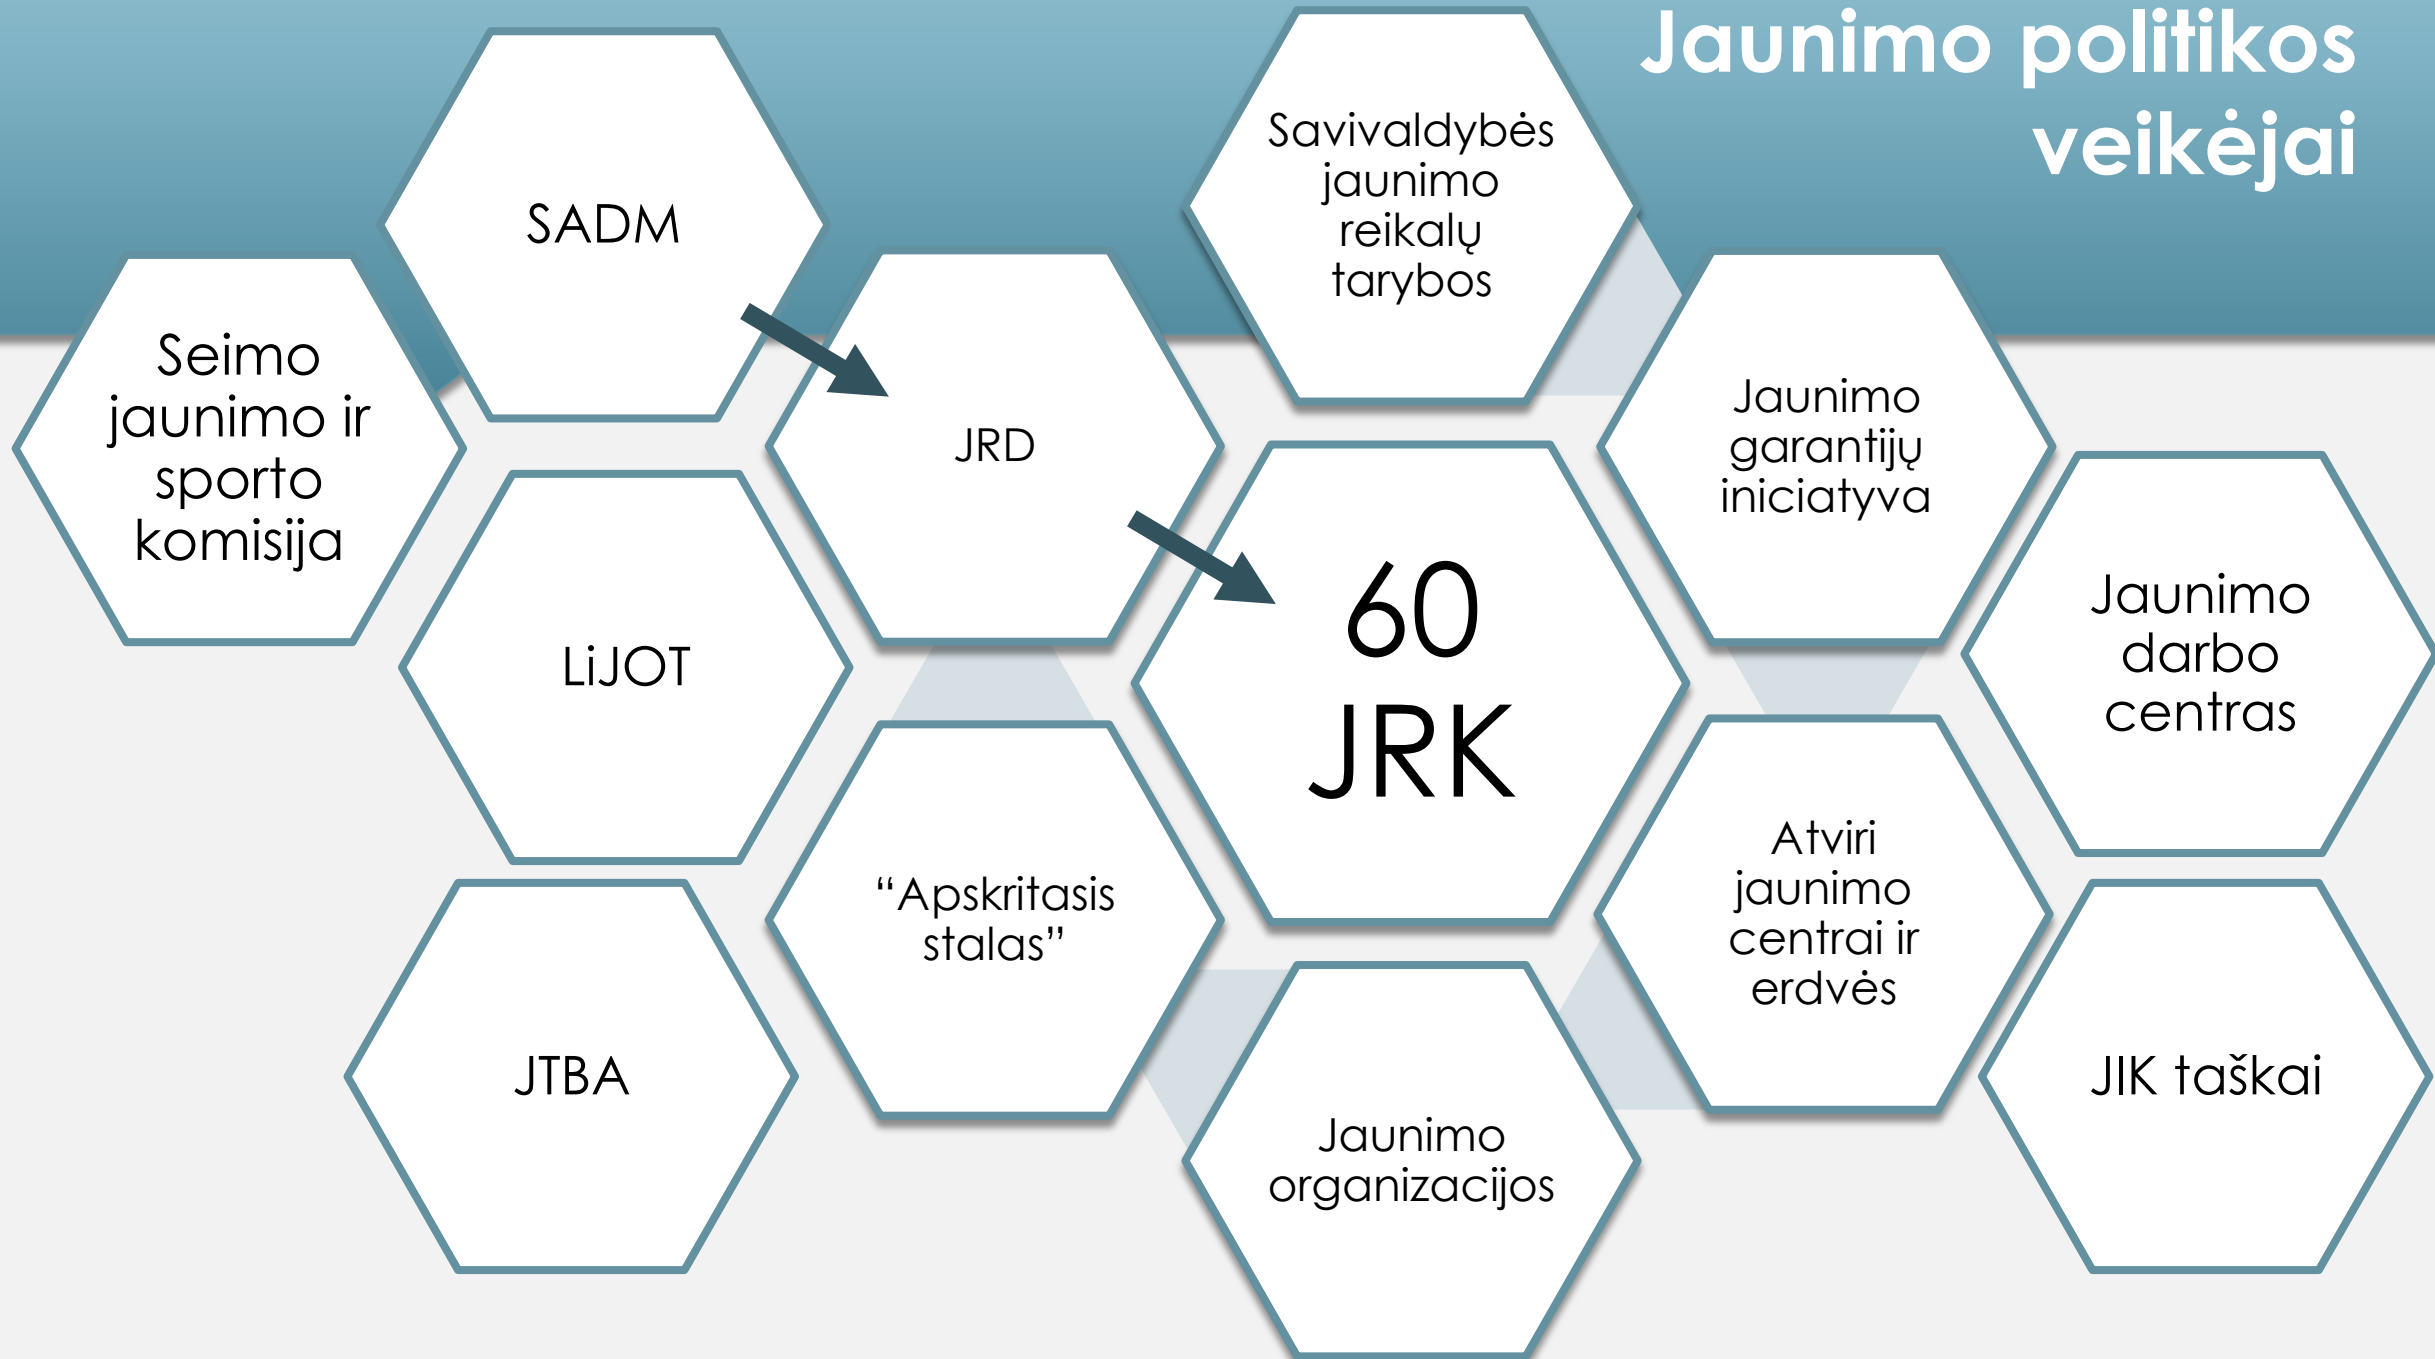 Jaunimo politikos
veikėjai
SADM
Savivaldybės
jaunimo
reikalų
tarybos
Seimo
jaunimo ir
sporto
komisija
JRD
Jaunimo
garantijų
iniciatyva
LiJOT
60
JRK
Jaunimo
darbo
centras
“Apskritasis
stalas”
Atviri
jaunimo
centrai ir
erdvės
JTBA
Jaunimo
organizacijos
JIK taškai